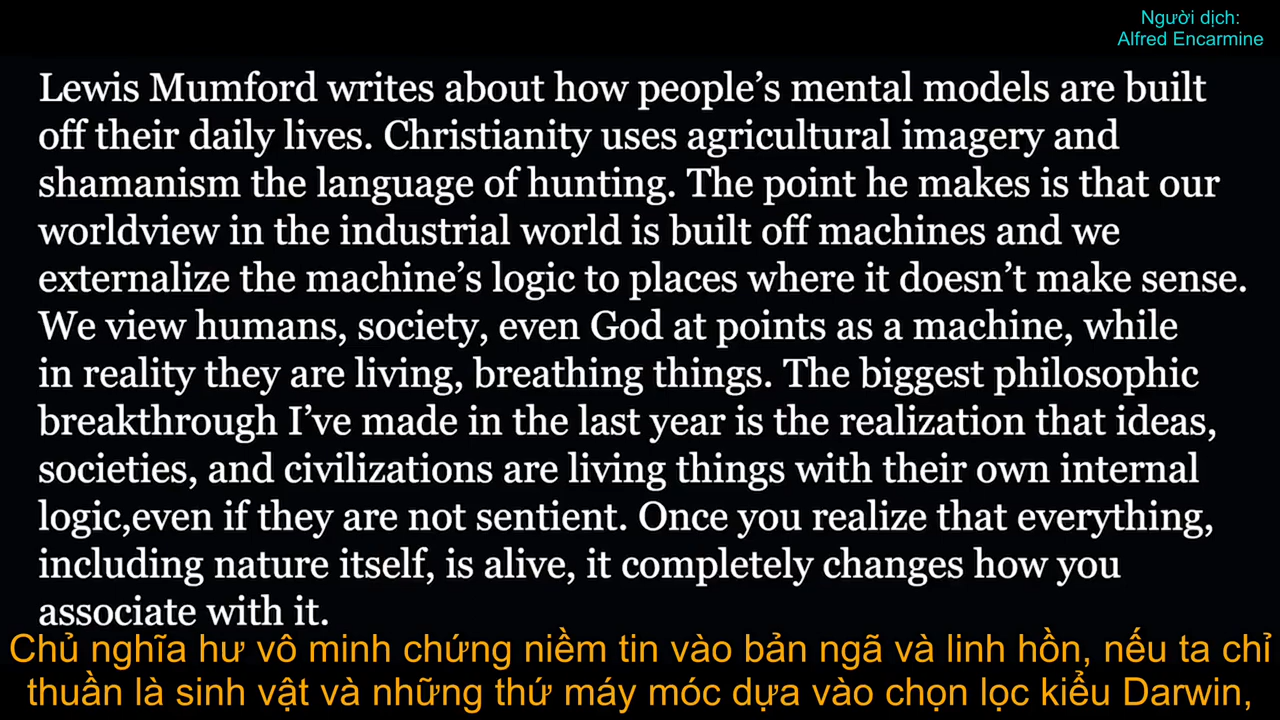 Người dịch:
Alfred Encarmine
Lewis Mumford writes about how people’s mental models are built
off their daily lives. Christianity uses agricultural imagery and
shamanism the language of hunting. The point he makes is that our
worldview in the industrial world is built off machines and we
externalize the machine’s logic to places where it doesn’t make sense.
We view humans, society, even God at points as a machine, while
in reality they are living, breathing things. The biggest philosophic
breakthrough I’ve made in the last year is the realization that ideas,
societies, and civilizations are living things with their own internal
logic,even if they are not sentient. Once you realize that everything,
including nature itself, is alive, it completely changes how you
associate with it.
Chủ nghĩa hư vô minh chứng niềm tin vào bản ngã và linh hồn, nếu ta chỉ
thuần là sinh vật và những thứ máy móc dựa vào chọn lọc kiểu Darwin,